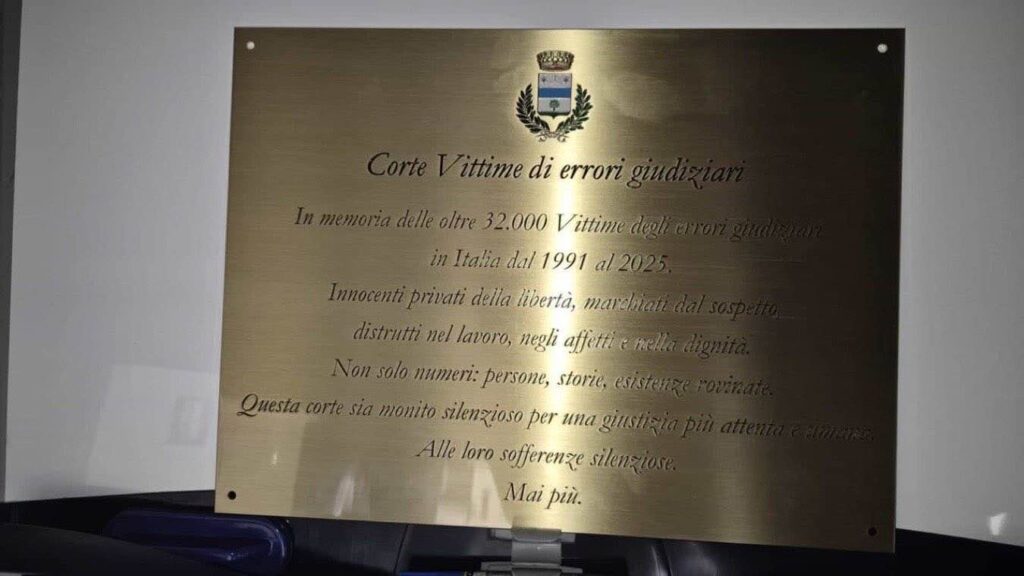 Corte Vittime di errori giudiziari
In memoria delle oltre 32.000 Vittime degli errori giudiziari
in Italia dal 1991 al 2025.
Innocenti privati della libertà, marchiati dal sospetto,
distrutti nel lavoro, negli affetti e nella dignità.
Non solo numeri: persone, storie, esistenze rovinate.
Questa corte sia monito silenzioso per una giustizia più attenta e umana.
Alle loro sofferenze silenziose.
Mai più.